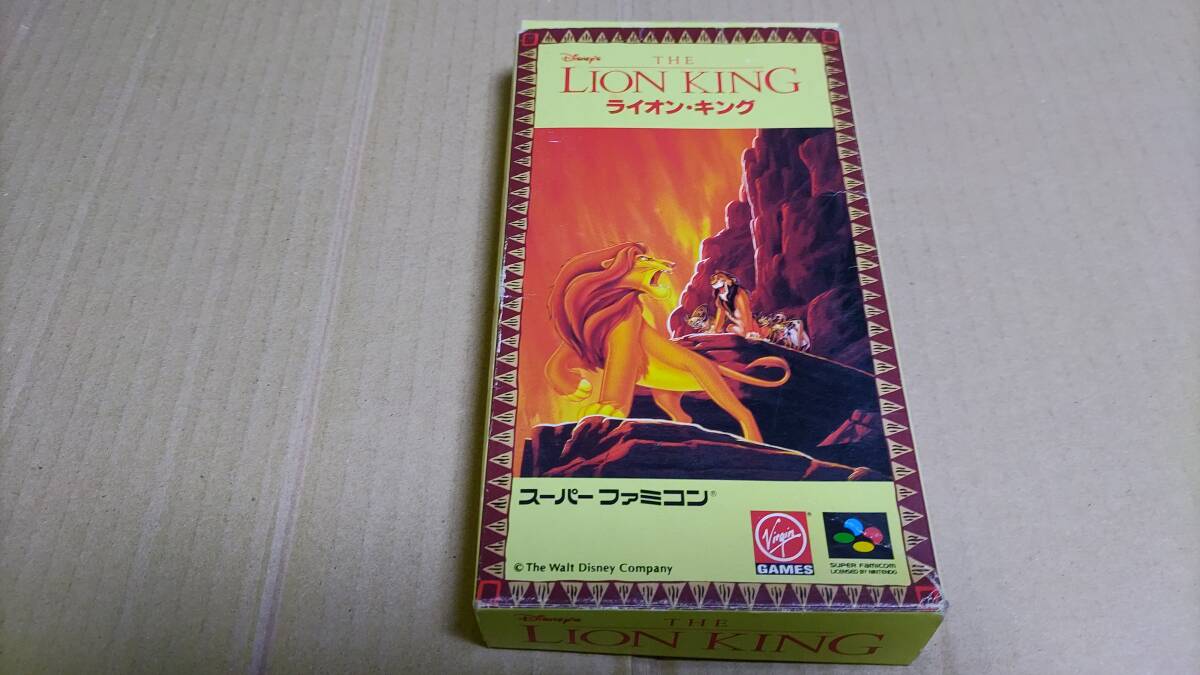 Disney's
THE
LION KING
ライオン・キング
スーパーファミコン®
Virgin®
GAMES
SUPER FAMICOM
LICENSED BY NINTENDO
© The Walt Disney Company
Disney's
THE
LION KING